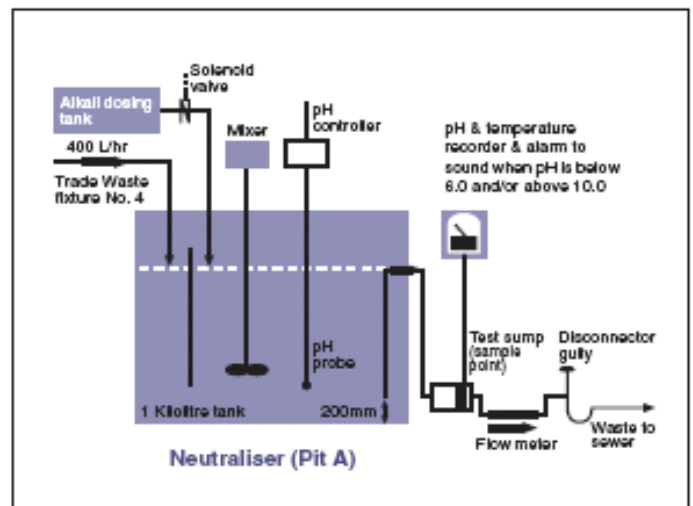 Solenoid
valve
Alkali dosing
tank
pH
controller
Mixer
pH & temperature
recorder & alarm to
sound when pH is below
6.0 and/or above 10.0
400 L/hr
Trade Waste
fixture No. 4
Test sump
(sample
point)
Disconnector
gully
pH
probe
1 Kilolitre tank
200mm
Flow meter
Waste to
sewer
Neutraliser (Pit A)